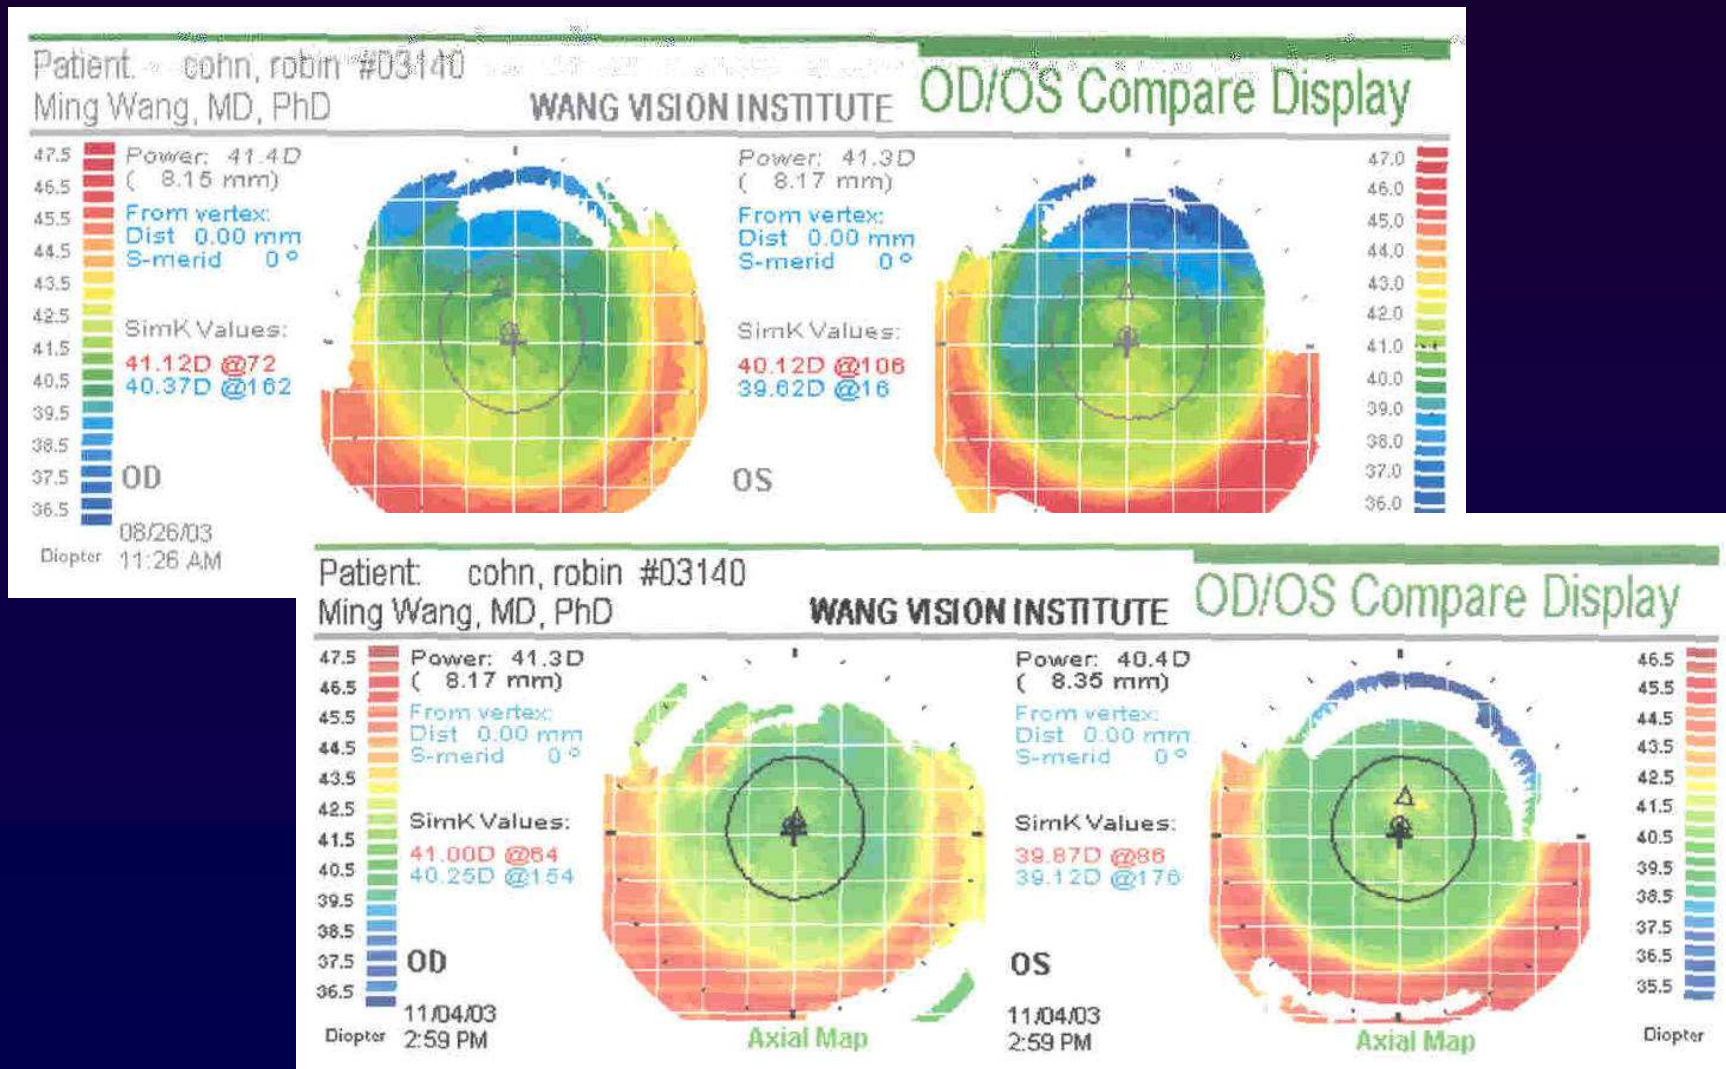 Patient: cohn, robin #03140
Ming Wang, MD, PhD
WANG VISION INSTITUTE
OD/OS Compare Display
47.5
46.5
45.5
44.5
43.5
42.5
41.5
40.5
39.5
38.5
37.5
36.5
Diopter
Power: 41.4D
( 8.15 mm)
From vertex:
Dist 0.00 mm
S-merid 0°
SimK Values:
41.12D @72
40.37D @162
OD
08/26/03
11:26 AM
Power: 41.3D
( 8.17 mm)
From vertex:
Dist 0.00 mm
S-merid 0°
SimK Values:
40.12D @106
39.62D @16
OS
47.0
46.0
45.0
44.0
43.0
42.0
41.0
40.0
39.0
38.0
37.0
36.0
Patient: cohn, robin #03140
Ming Wang, MD, PhD
WANG VISION INSTITUTE
OD/OS Compare Display
47.5
46.5
45.5
44.5
43.5
42.5
41.5
40.5
39.5
38.5
37.5
36.5
Diopter
Power: 41.3D
( 8.17 mm)
From vertex:
Dist 0.00 mm
S-merid 0°
SimK Values:
41.00D @64
40.25D @154
OD
11/04/03
2:59 PM
Axial Map
Power: 40.4D
( 8.35 mm)
From vertex:
Dist 0.00 mm
S-merid 0°
SimK Values:
39.87D @86
39.12D @176
OS
11/04/03
2:59 PM
Axial Map
46.5
45.5
44.5
43.5
42.5
41.5
40.5
39.5
38.5
37.5
36.5
35.5
Diopter